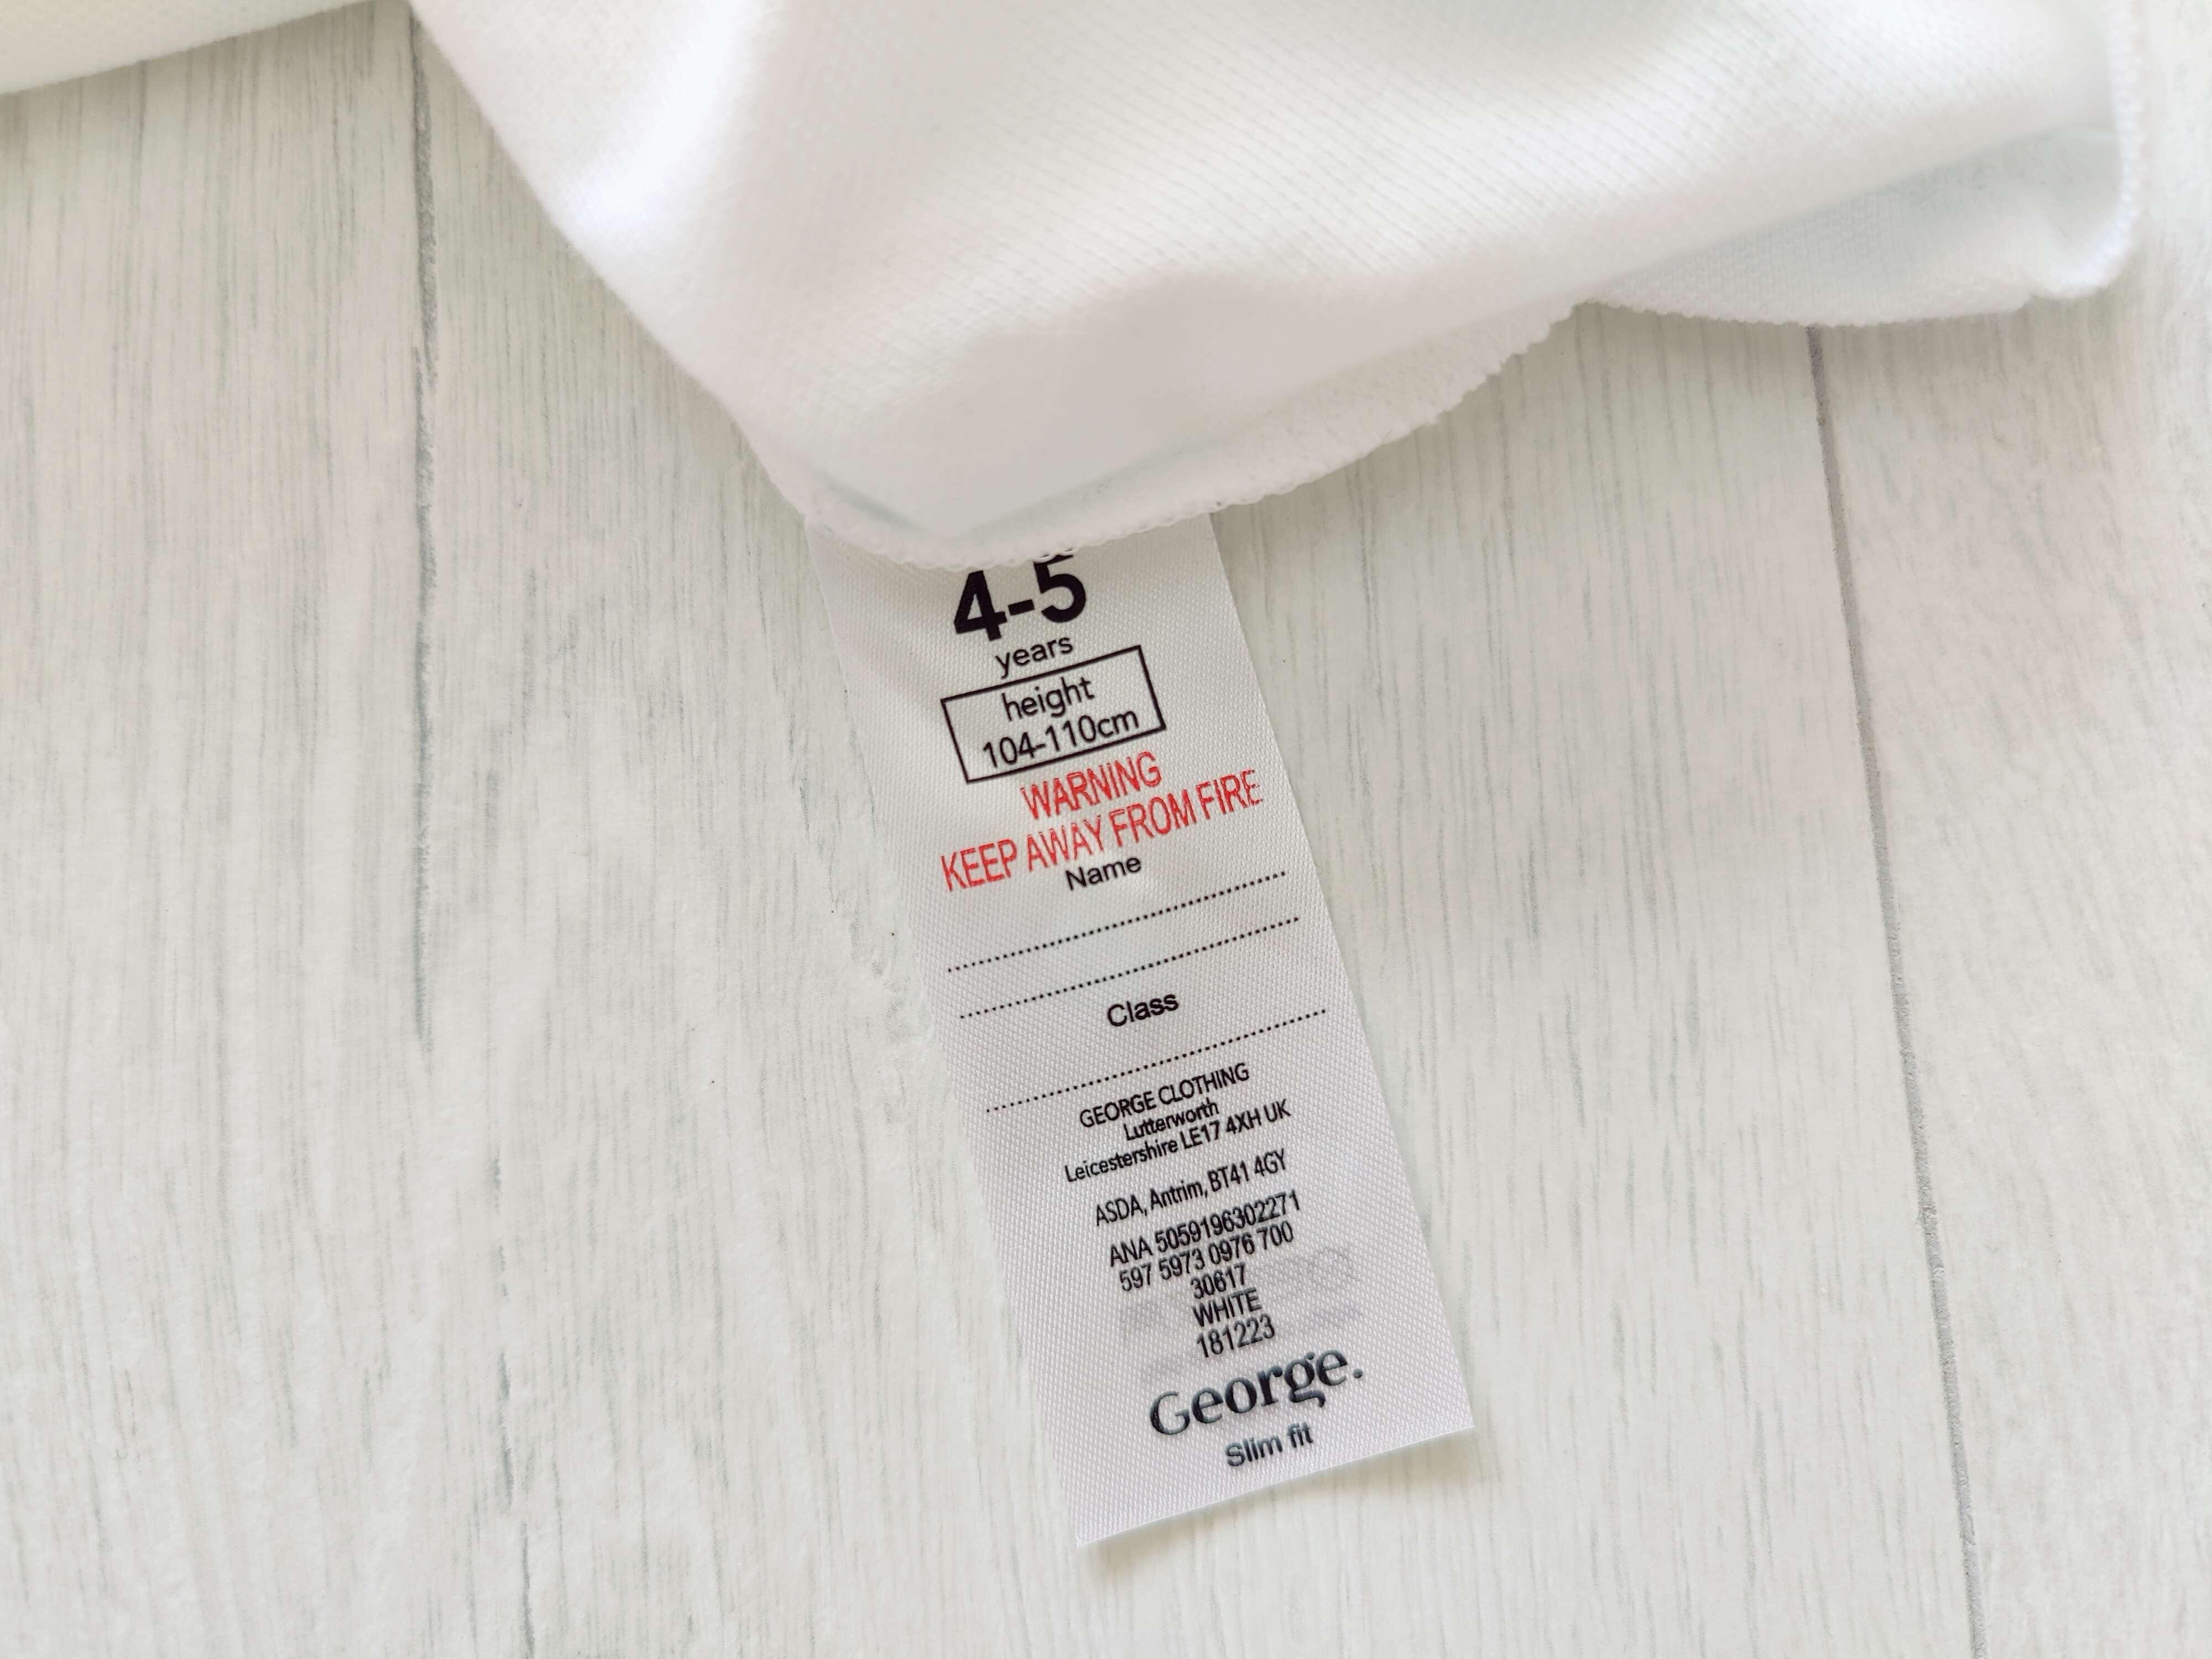 4-5
years
height
104-110cm
WARNING
KEEP AWAY FROM FIRE
Name
Class
GEORGE CLOTHING
Lutterworth
Leicestershire LE17 4XH UK
ASDA, Antrim, BT41 4GY
ANA 5059196302271
597 5973 0976 700
30617
WHITE
181223
George.
Slim fit